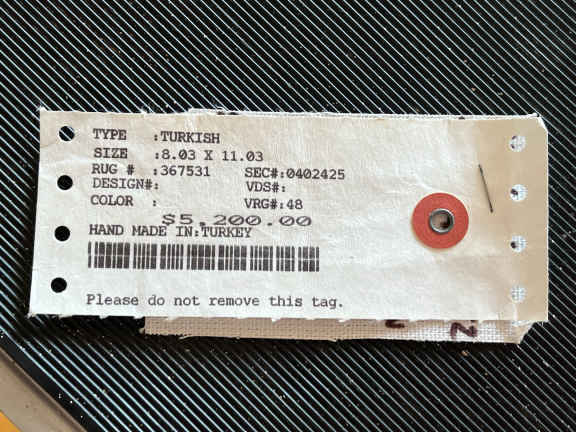 TYPE :TURKISH
SIZE :8.03 X 11.03
RUG # :367531 SEC#:0402425
DESIGN#: VDS#:
COLOR : VRG#:48
$5,200.00
HAND MADE IN:TURKEY
Please do not remove this tag.